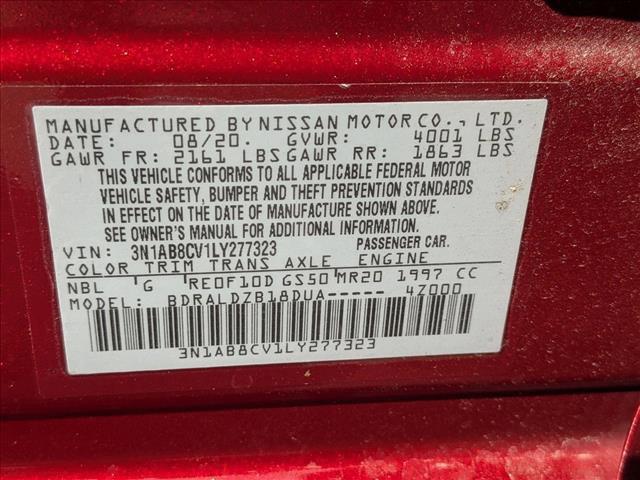 MANUFACTURED BY NISSAN MOTOR CO., LTD.
DATE: 08/20. GVWR: 4001 LBS
GAWR FR: 2161 LBS GAWR RR: 1863 LBS
THIS VEHICLE CONFORMS TO ALL APPLICABLE FEDERAL MOTOR
VEHICLE SAFETY, BUMPER AND THEFT PREVENTION STANDARDS
IN EFFECT ON THE DATE OF MANUFACTURE SHOWN ABOVE.
SEE OWNER'S MANUAL FOR ADDITIONAL INFORMATION.
VIN: 3N1AB8CV1LY277323 PASSENGER CAR.
COLOR TRIM TRANS AXLE ENGINE
NBL G RE0F10D GS50 MR20 1997 CC
MODEL: BDRALDZB18DUA----- 4Z000
3N1AB8CV1LY277323